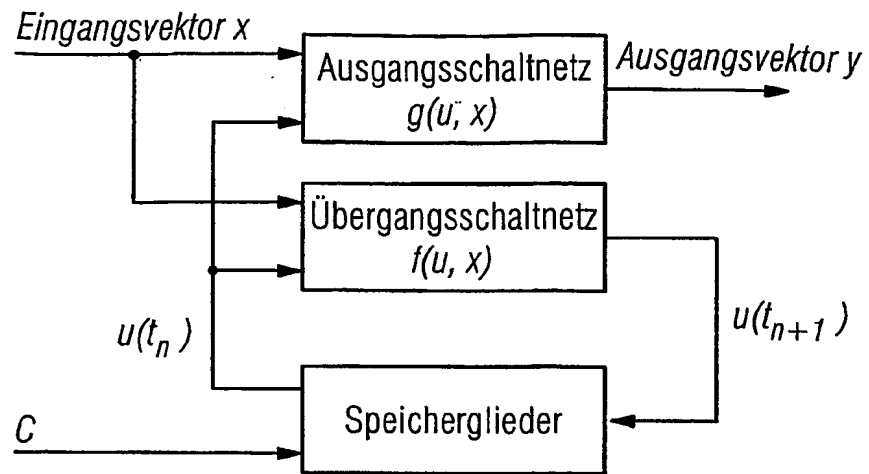 Eingangsvektor x
Ausgangsschaltnetz
g(u, x)
Ausgangsvektor y
Übergangsschaltnetz
f(u, x)
u(tₙ)
u(tₙ₊₁)
Speicherglieder
C